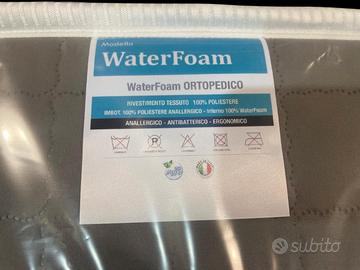 Modello
WaterFoam
WaterFoam ORTOPEDICO
RIVESTIMENTO TESSUTO 100% POLIESTERE
IMBOT. 100% POLIESTERE ANALLERGICO - Interno 100% WaterFoam
ANALLERGICO - ANTIBATTERICO - ERGONOMICO
P
subito